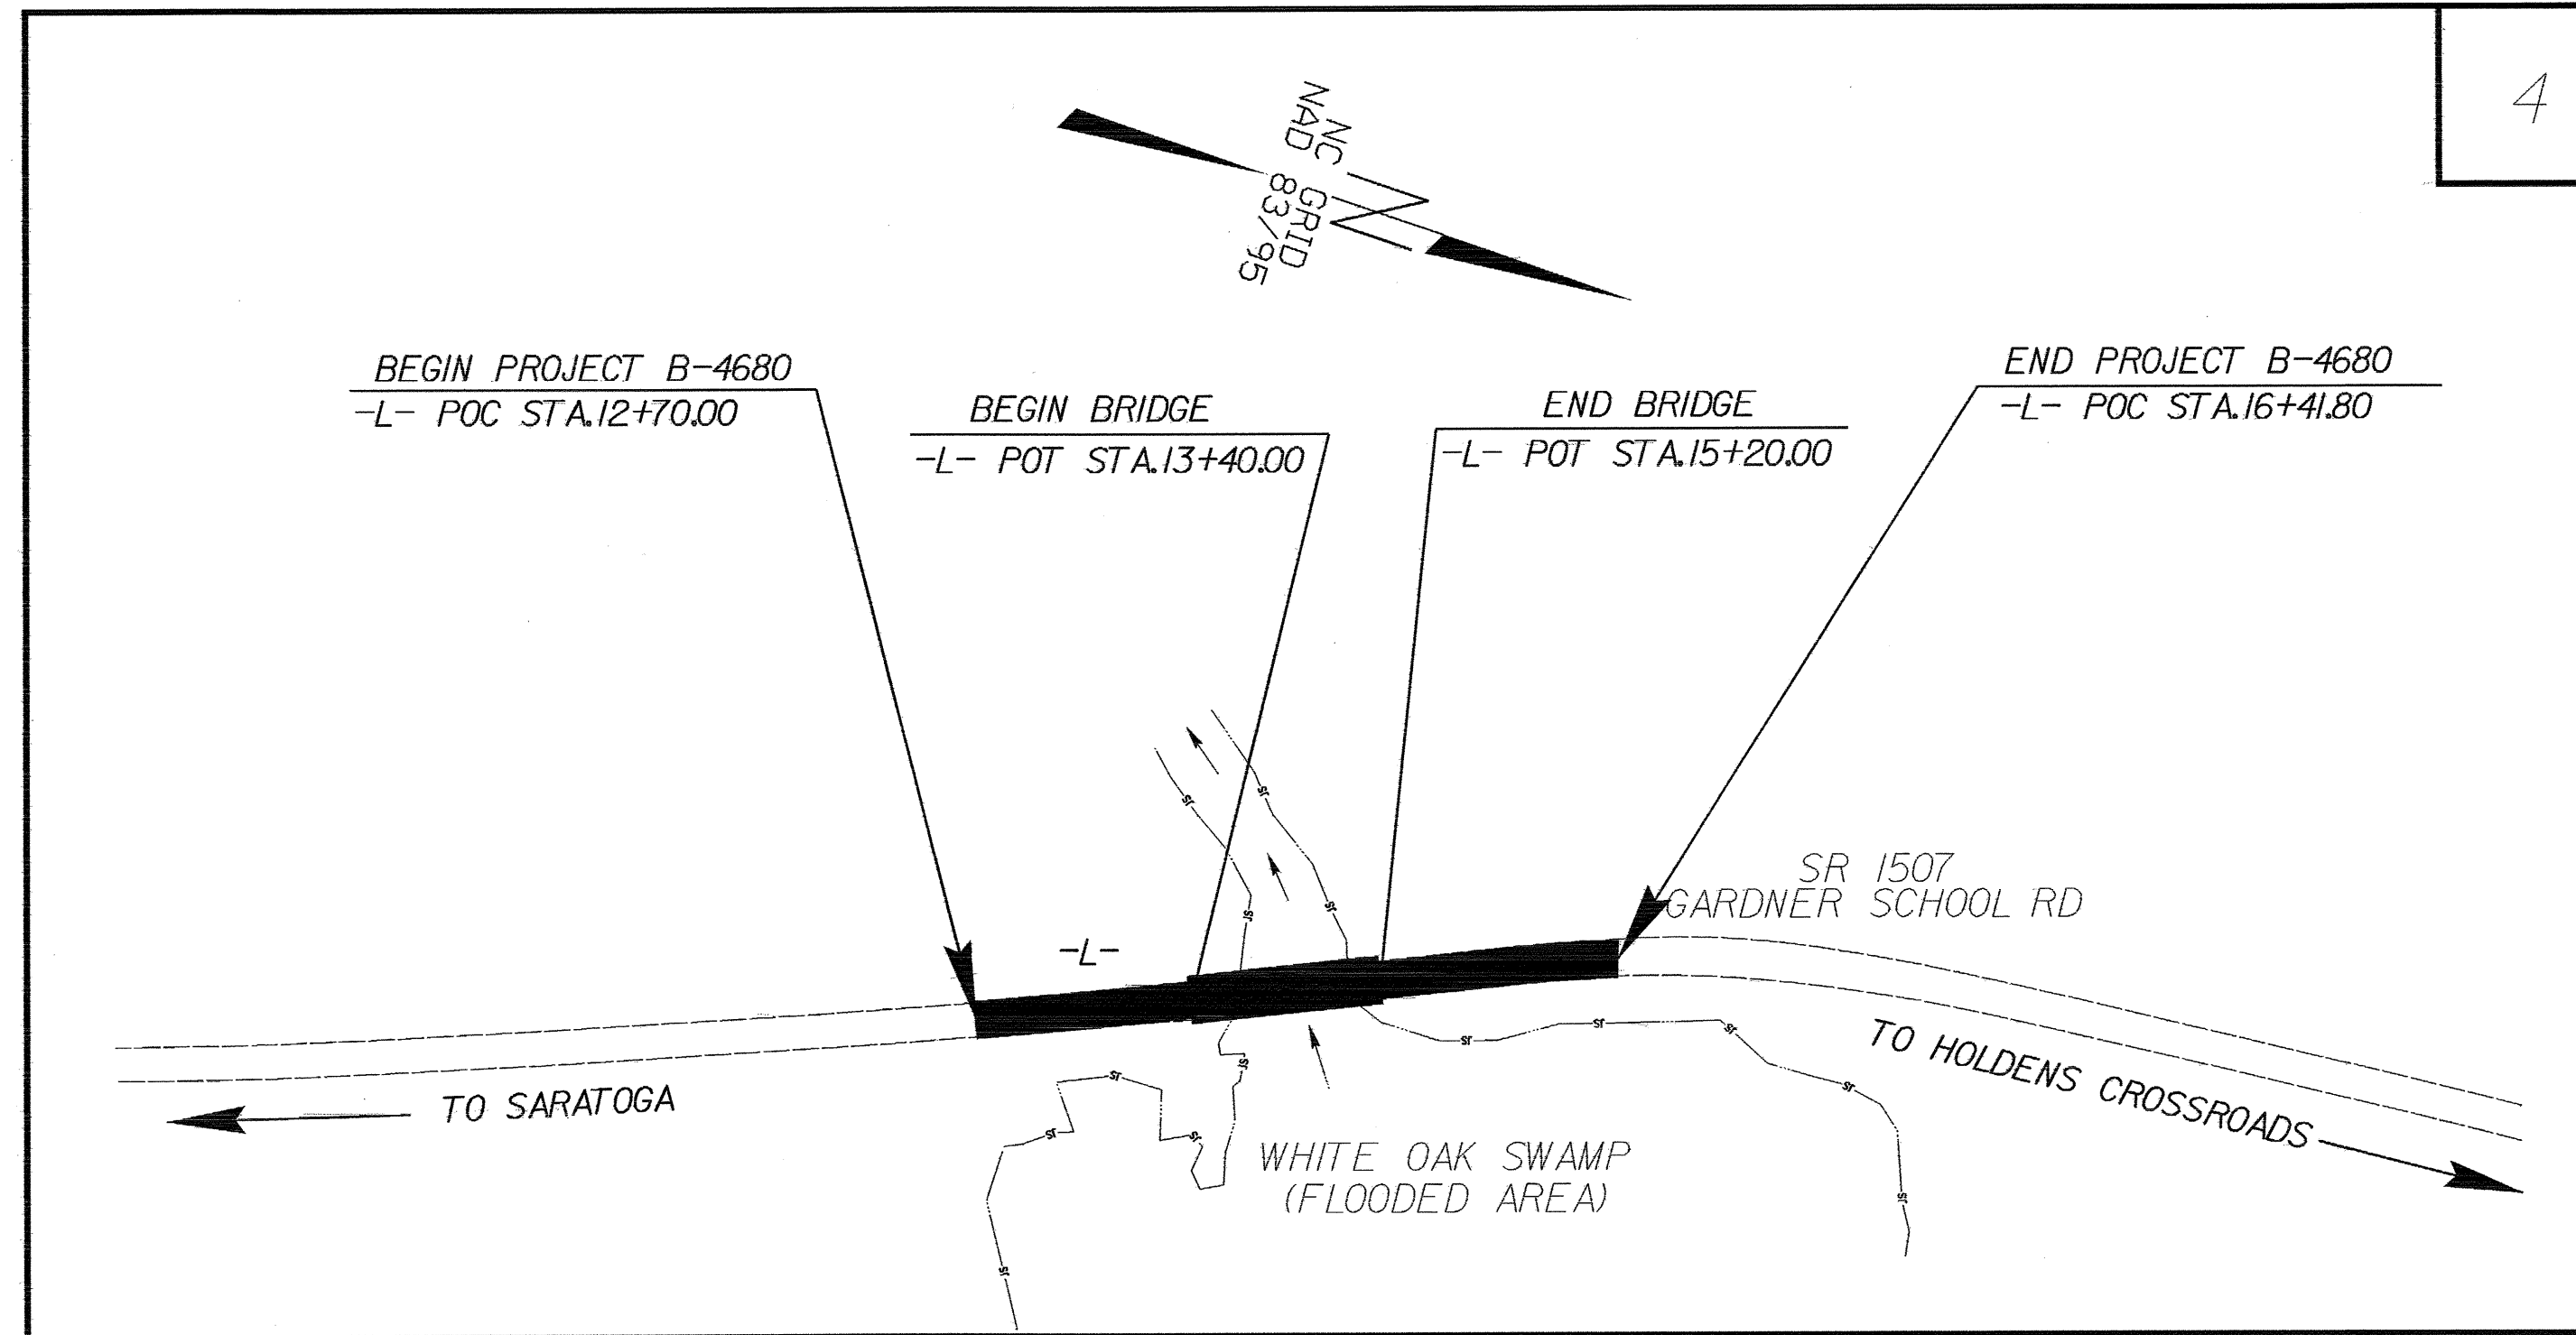 4
NC GRID
NAD 83/95
N
BEGIN PROJECT B-4680
-L- POC STA.12+70.00
BEGIN BRIDGE
-L- POT STA.13+40.00
END BRIDGE
-L- POT STA.15+20.00
END PROJECT B-4680
-L- POC STA.16+41.80
SR 1507
GARDNER SCHOOL RD
-L-
TO SARATOGA
TO HOLDENS CROSSROADS
WHITE OAK SWAMP
(FLOODED AREA)